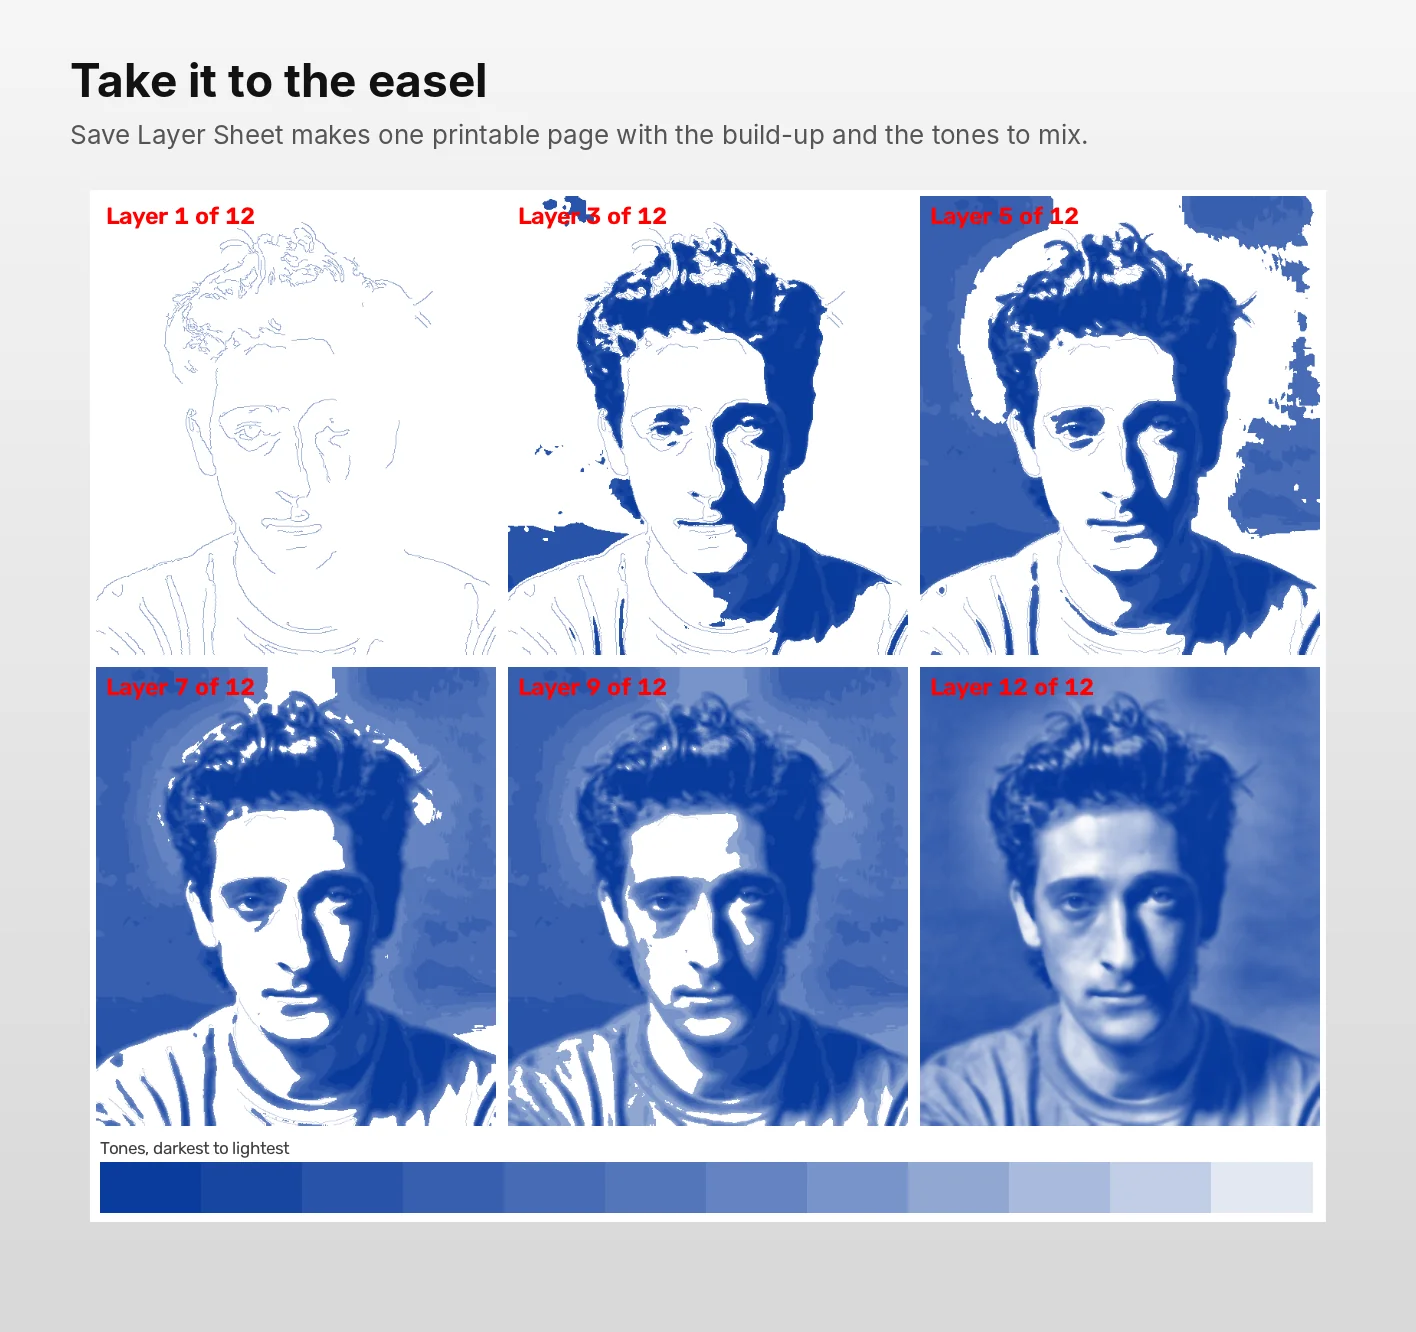 Take it to the easel
Save Layer Sheet makes one printable page with the build-up and the tones to mix.
Layer 1 of 12
Layer 3 of 12
Layer 5 of 12
Layer 7 of 12
Layer 9 of 12
Layer 12 of 12
Tones, darkest to lightest